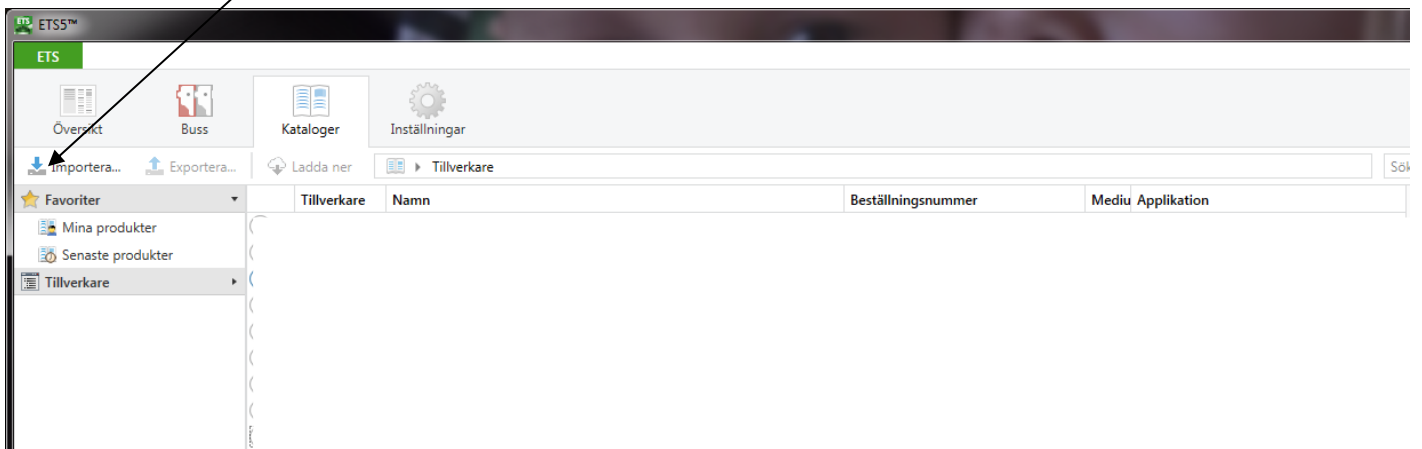 ETS5™
ETS
Översikt Buss Kataloger Inställningar
Importera... Exportera... Ladda ner Tillverkare Sök
Favoriter Tillverkare Namn Beställningsnummer Mediu Applikation
Mina produkter
Senaste produkter
Tillverkare